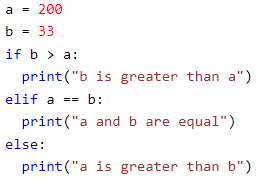 a = 200
b = 33
if b > a:
  print("b is greater than a")
elif a == b:
  print("a and b are equal")
else:
  print("a is greater than b")